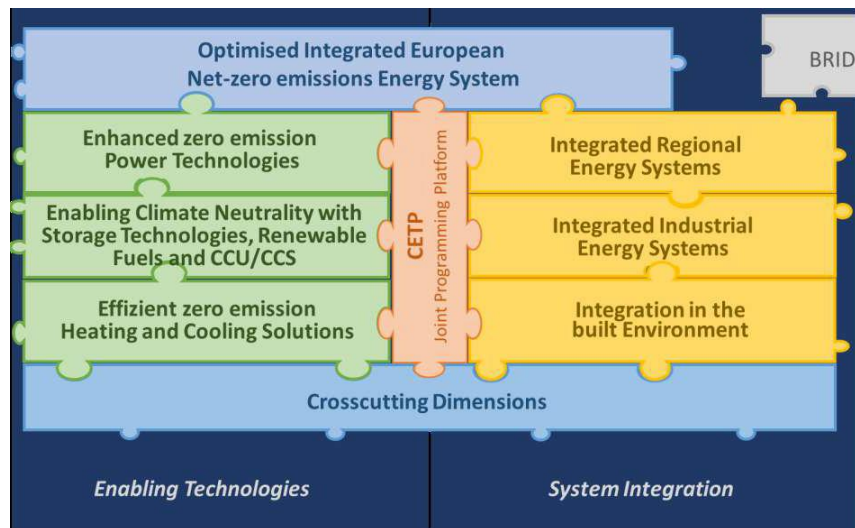 Optimised Integrated European
Net-zero emissions Energy System
BRID
Enhanced zero emission
Power Technologies
Enabling Climate Neutrality with
Storage Technologies, Renewable
Fuels and CCU/CCS
Effizient zero emission
Heating and Cooling Solutions
CETP
Joint Programming Platform
Integrated Regional
Energy Systems
Integrated Industrial
Energy Systems
Integration in the
built Environment
Crosscutting Dimensions
Enabling Technologies
System Integration